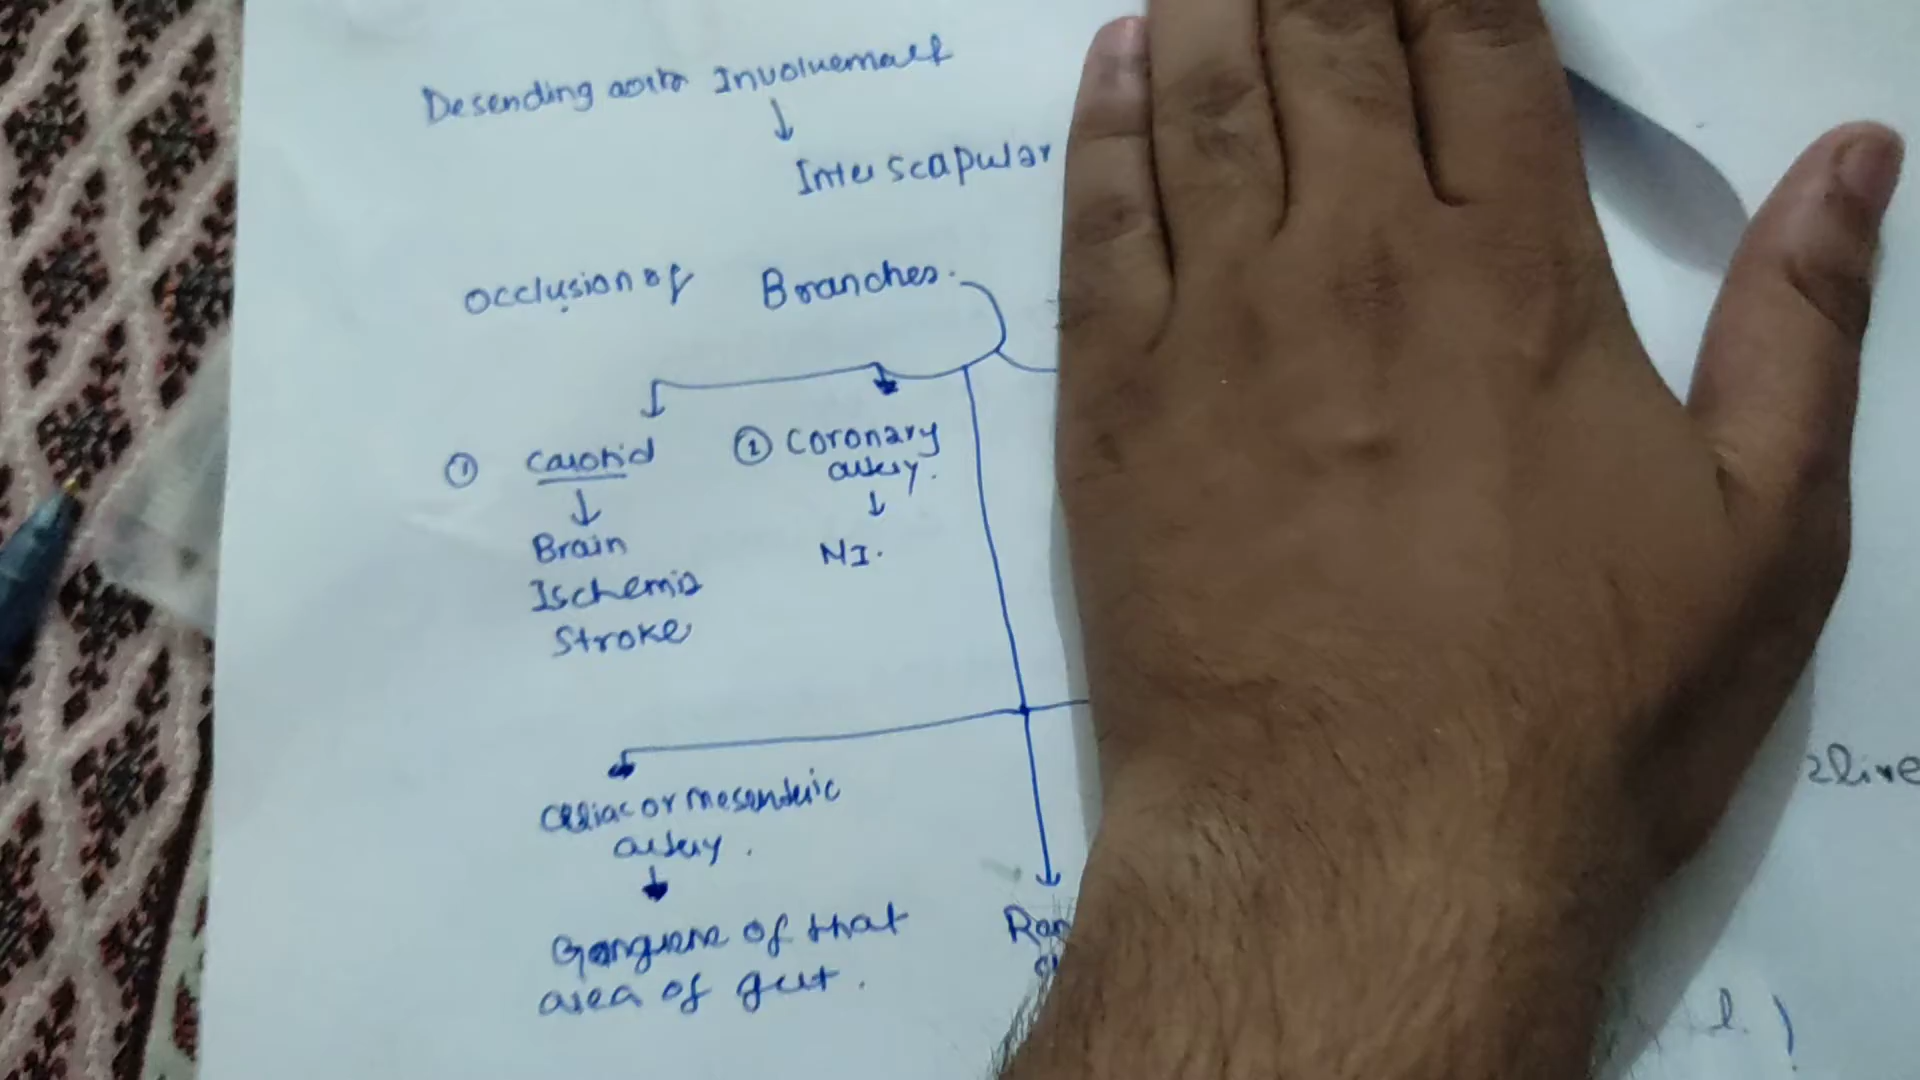 Desending aorta Involuemant
↓
Inter scapular
Occlusion of Branches.
① Carotid
↓
Brain
Ischemia
Stroke
② Coronary
artery.
↓
MI.
Celiac or mesenteric
artery.
↓
Gangrene of that
area of gut.